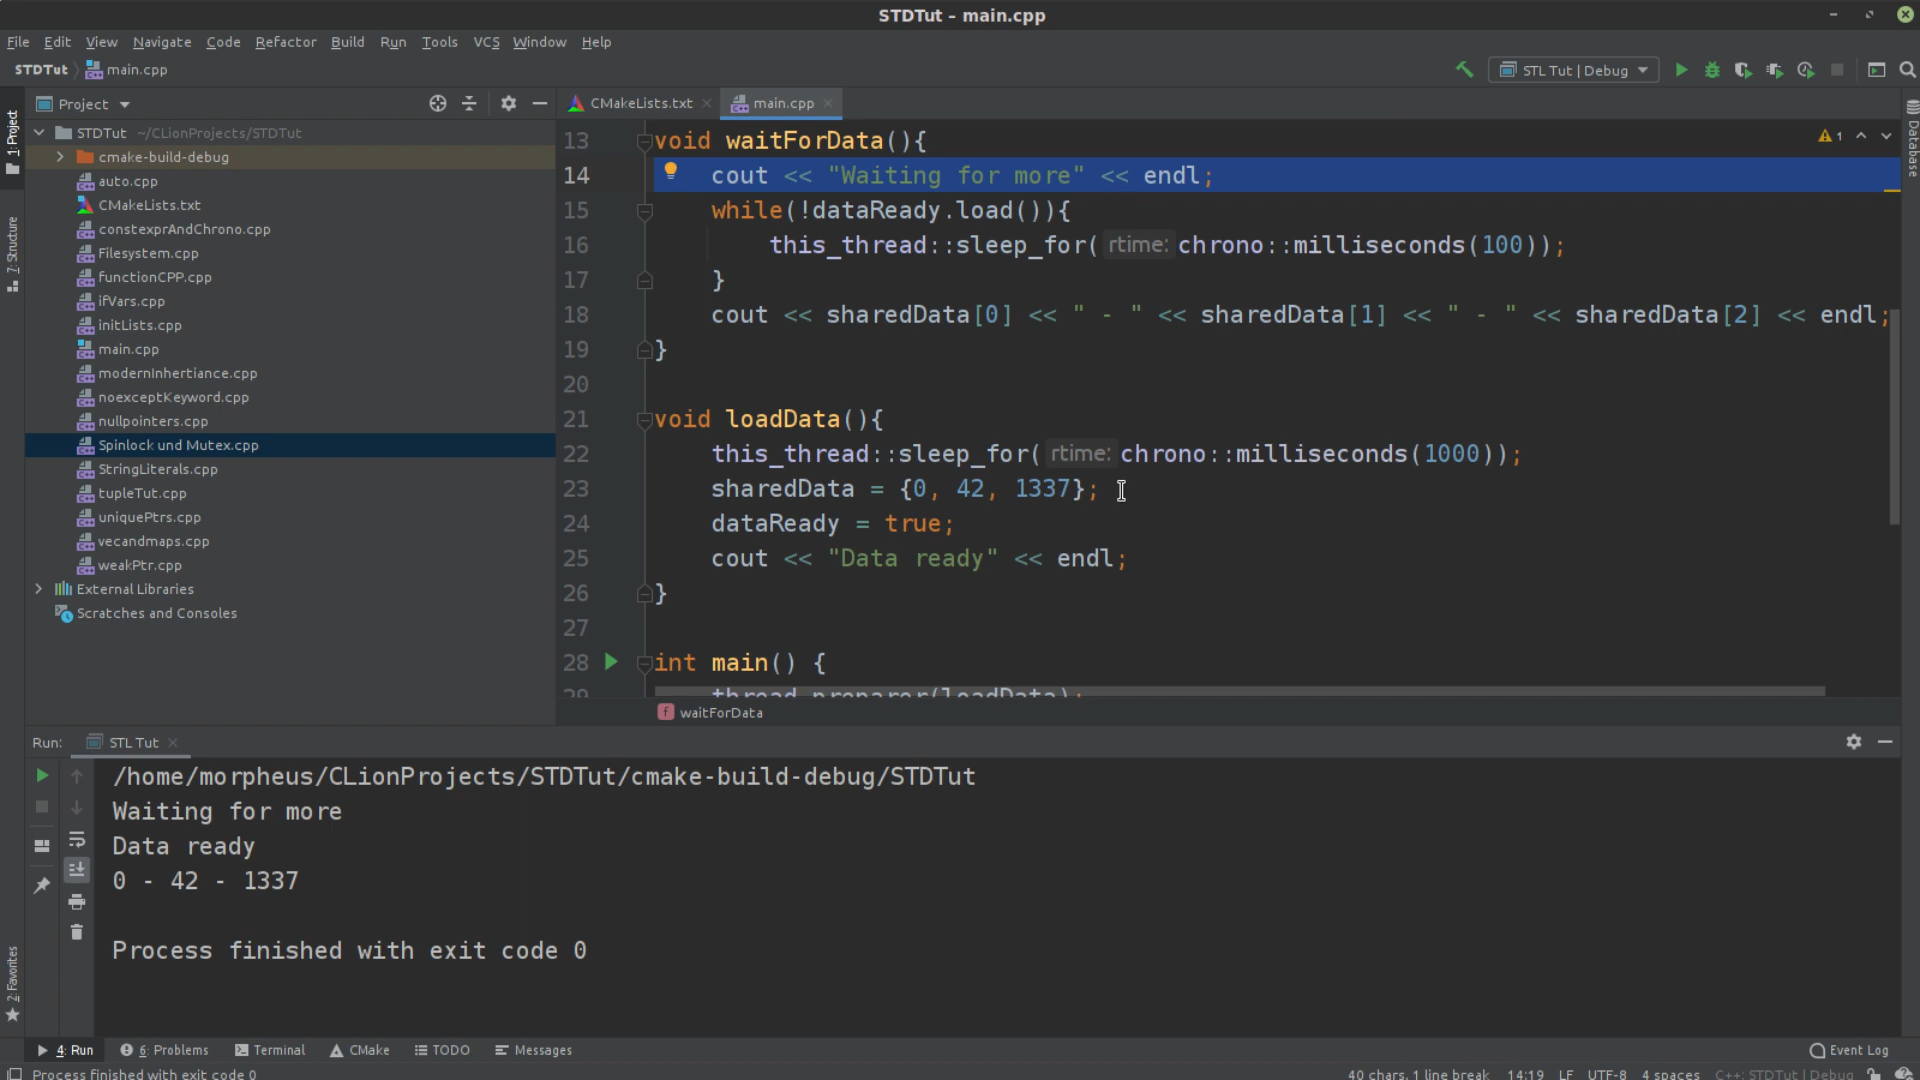 STDTut – main.cpp
File Edit View Navigate Code Refactor Build Run Tools VCS Window Help
STDTut main.cpp STL Tut | Debug
Project CMakeLists.txt main.cpp
1: Project
7: Structure
2: Favorites
Database
STDTut ~/CLionProjects/STDTut
cmake-build-debug
auto.cpp
CMakeLists.txt
constexprAndChrono.cpp
Filesystem.cpp
functionCPP.cpp
ifVars.cpp
initLists.cpp
main.cpp
modernInhertiance.cpp
noexceptKeyword.cpp
nullpointers.cpp
Spinlock und Mutex.cpp
StringLiterals.cpp
tupleTut.cpp
uniquePtrs.cpp
vecandmaps.cpp
weakPtr.cpp
External Libraries
Scratches and Consoles
13 void waitForData(){
1
14 cout << "Waiting for more" << endl;
15 while(!dataReady.load()){
16 this_thread::sleep_for( rtime: chrono::milliseconds(100));
17 }
18 cout << sharedData[0] << " - " << sharedData[1] << " - " << sharedData[2] << endl;
19 }
20
21 void loadData(){
22 this_thread::sleep_for( rtime: chrono::milliseconds(1000));
23 sharedData = {0, 42, 1337};
24 dataReady = true;
25 cout << "Data ready" << endl;
26 }
27
28 int main() {
29 thread preparer(loadData);
f waitForData
Run: STL Tut
/home/morpheus/CLionProjects/STDTut/cmake-build-debug/STDTut
Waiting for more
Data ready
0 - 42 - 1337
Process finished with exit code 0
4: Run 6: Problems Terminal CMake TODO Messages Event Log
Process finished with exit code 0 40 chars, 1 line break 14:19 LF UTF-8 4 spaces C++: STDTut | Debug